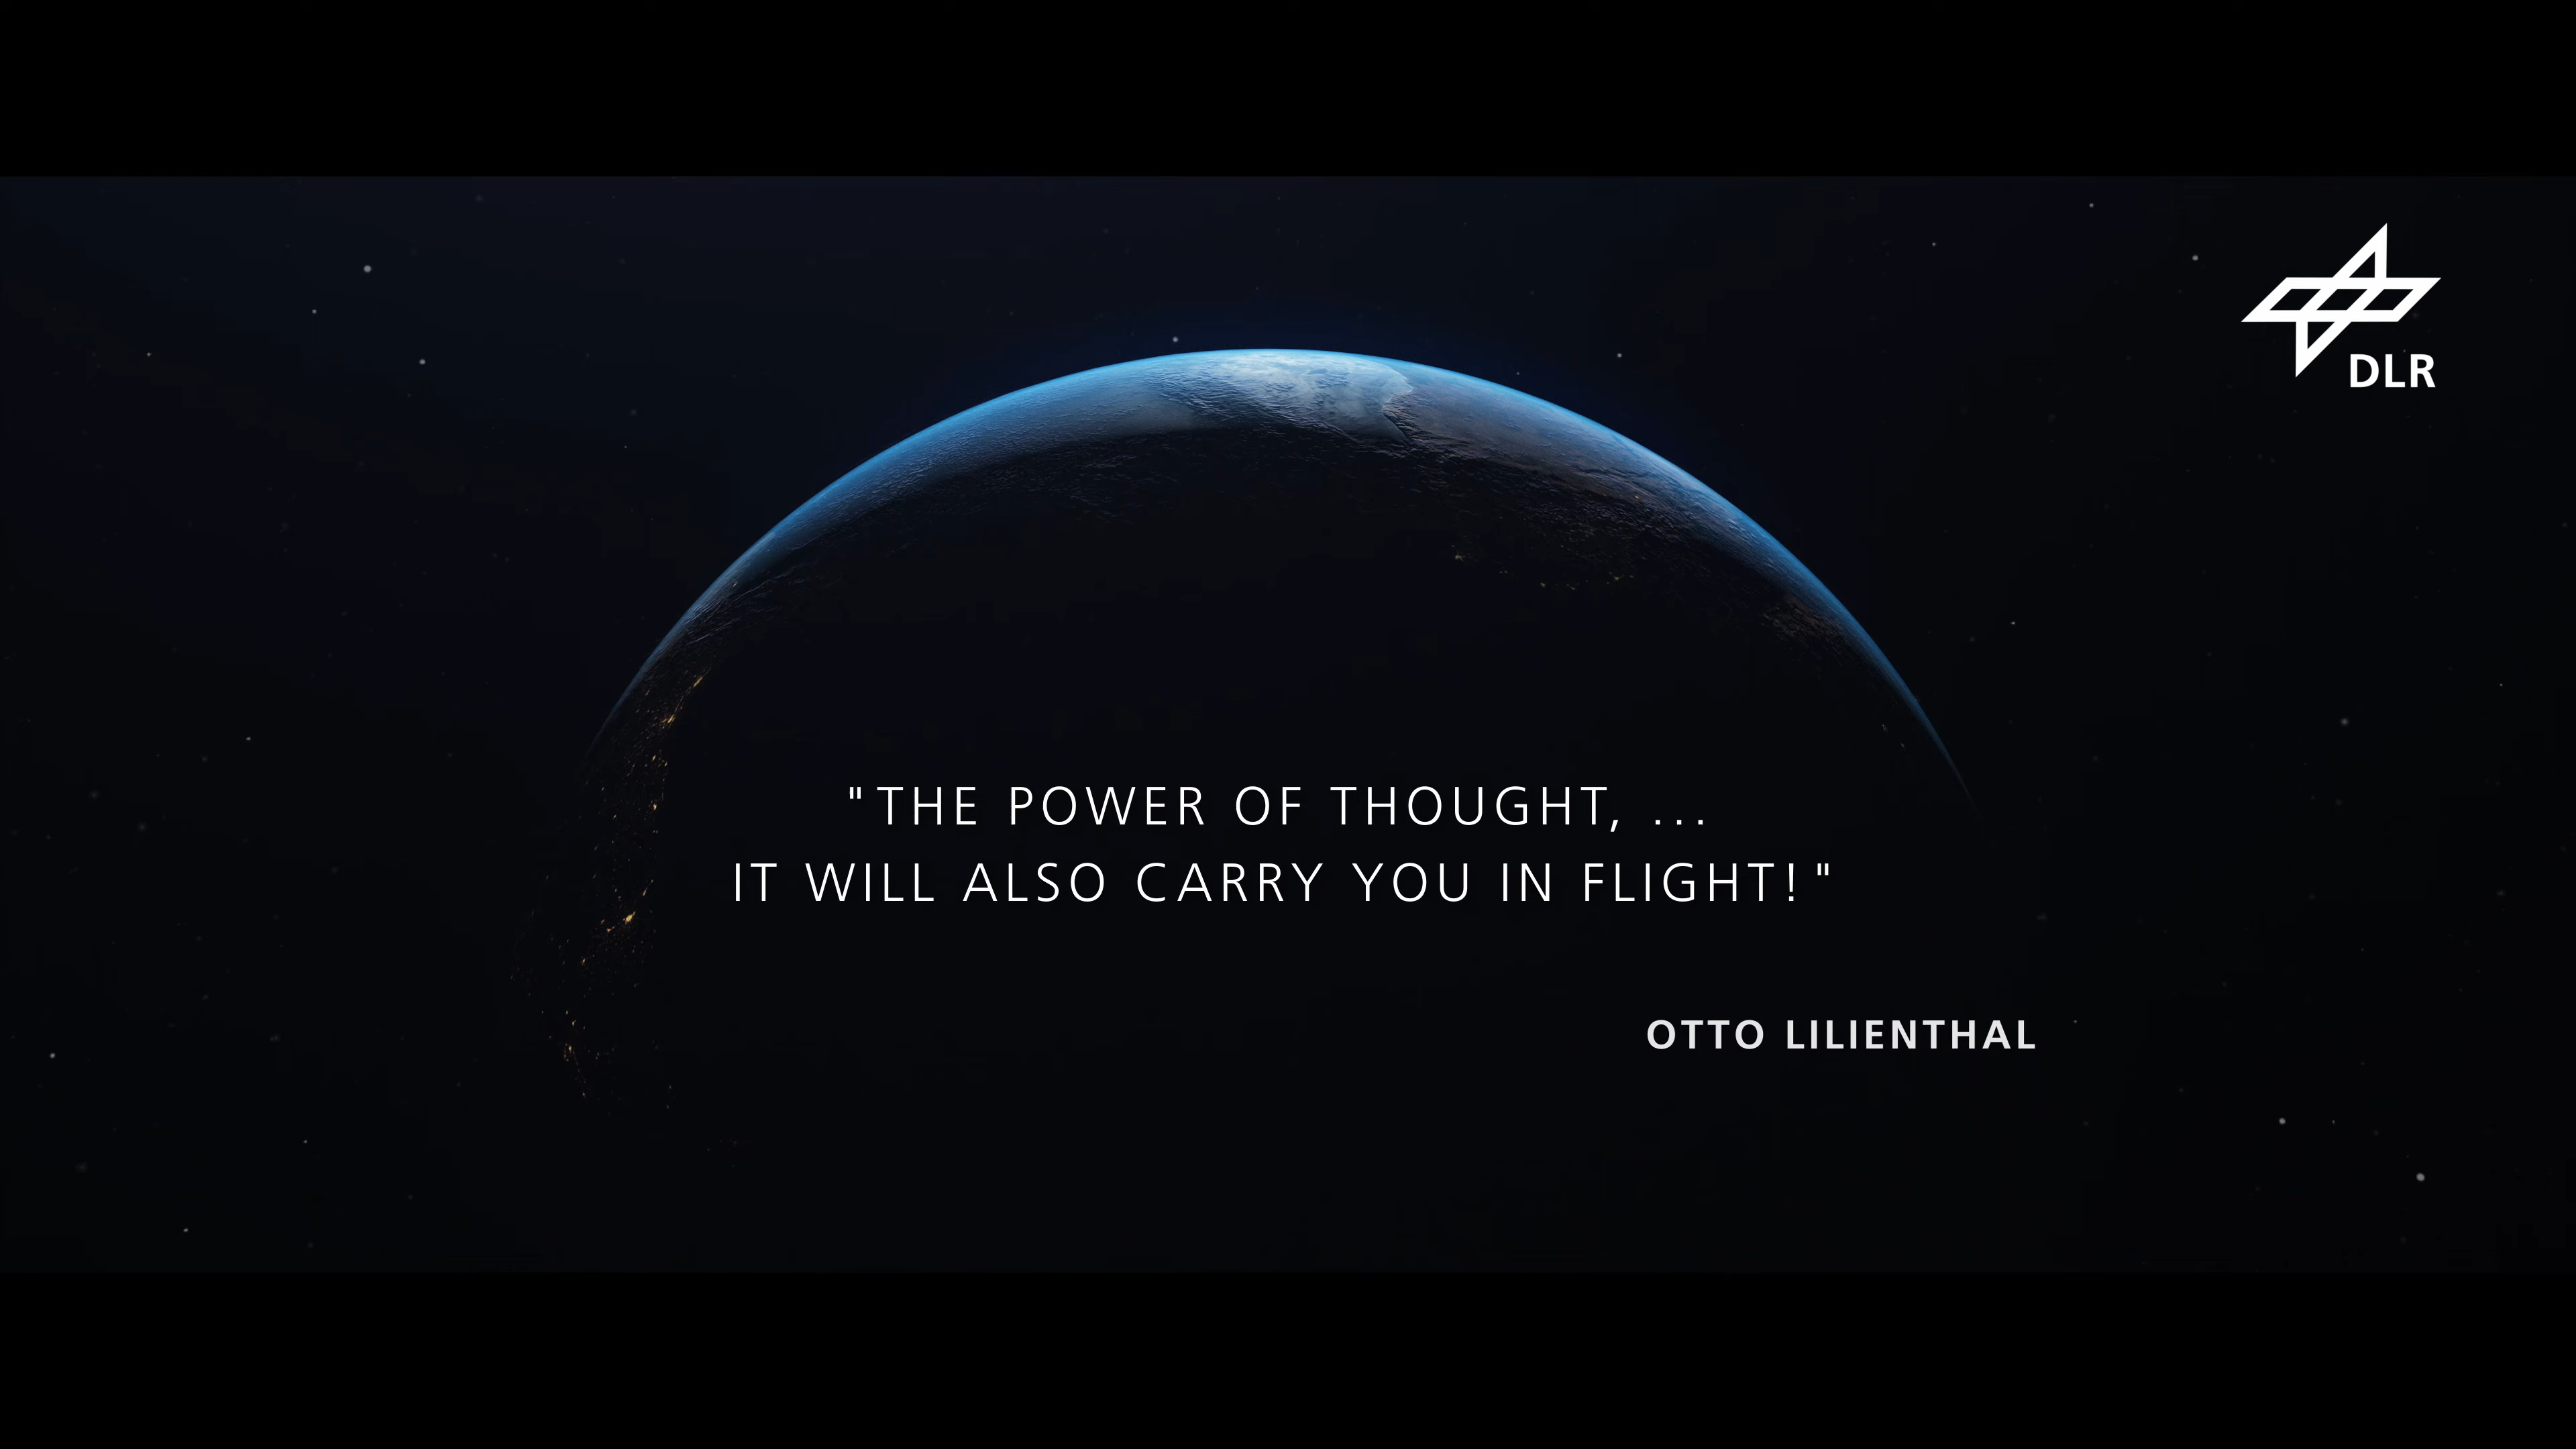 DLR
"THE POWER OF THOUGHT, ...
IT WILL ALSO CARRY YOU IN FLIGHT!"
OTTO LILIENTHAL